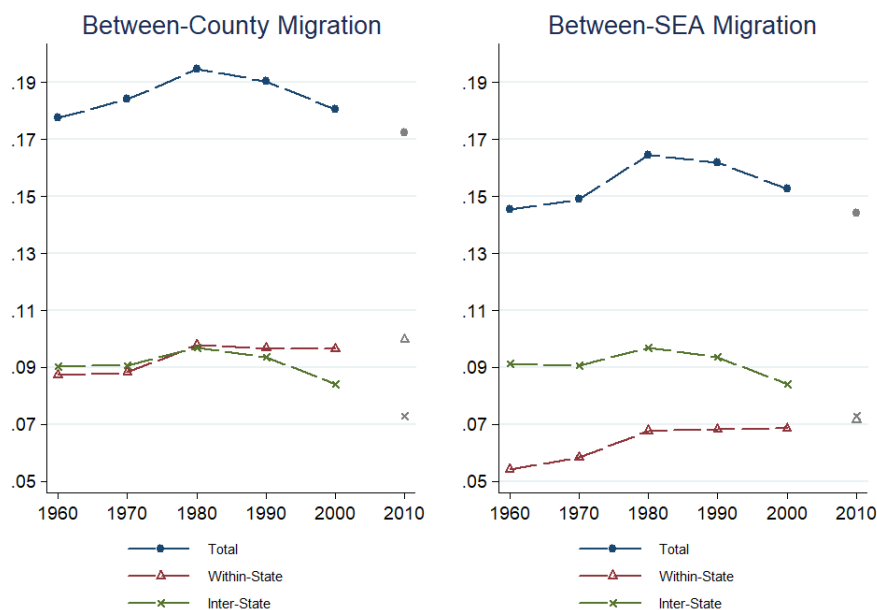 Between-County Migration
.19
.17
.15
.13
.11
.09
.07
.05
1960 1970 1980 1990 2000 2010
Total
Within-State
Inter-State
Between-SEA Migration
.19
.17
.15
.13
.11
.09
.07
.05
1960 1970 1980 1990 2000 2010
Total
Within-State
Inter-State